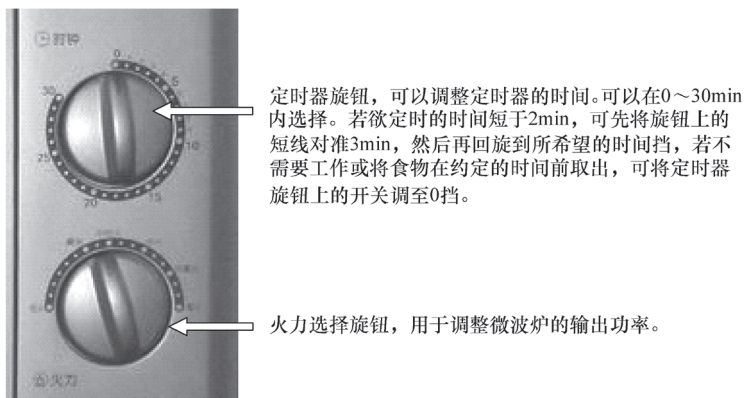 时钟
0
5
10
15
20
25
30
定时器旋钮，可以调整定时器的时间。可以在0～30min
内选择。若欲定时的时间短于2min，可先将旋钮上的
短线对准3min，然后再回旋到所希望的时间挡，若不
需要工作或将食物在约定的时间前取出，可将定时器
旋钮上的开关调至0挡。
火力选择旋钮，用于调整微波炉的输出功率。
火力